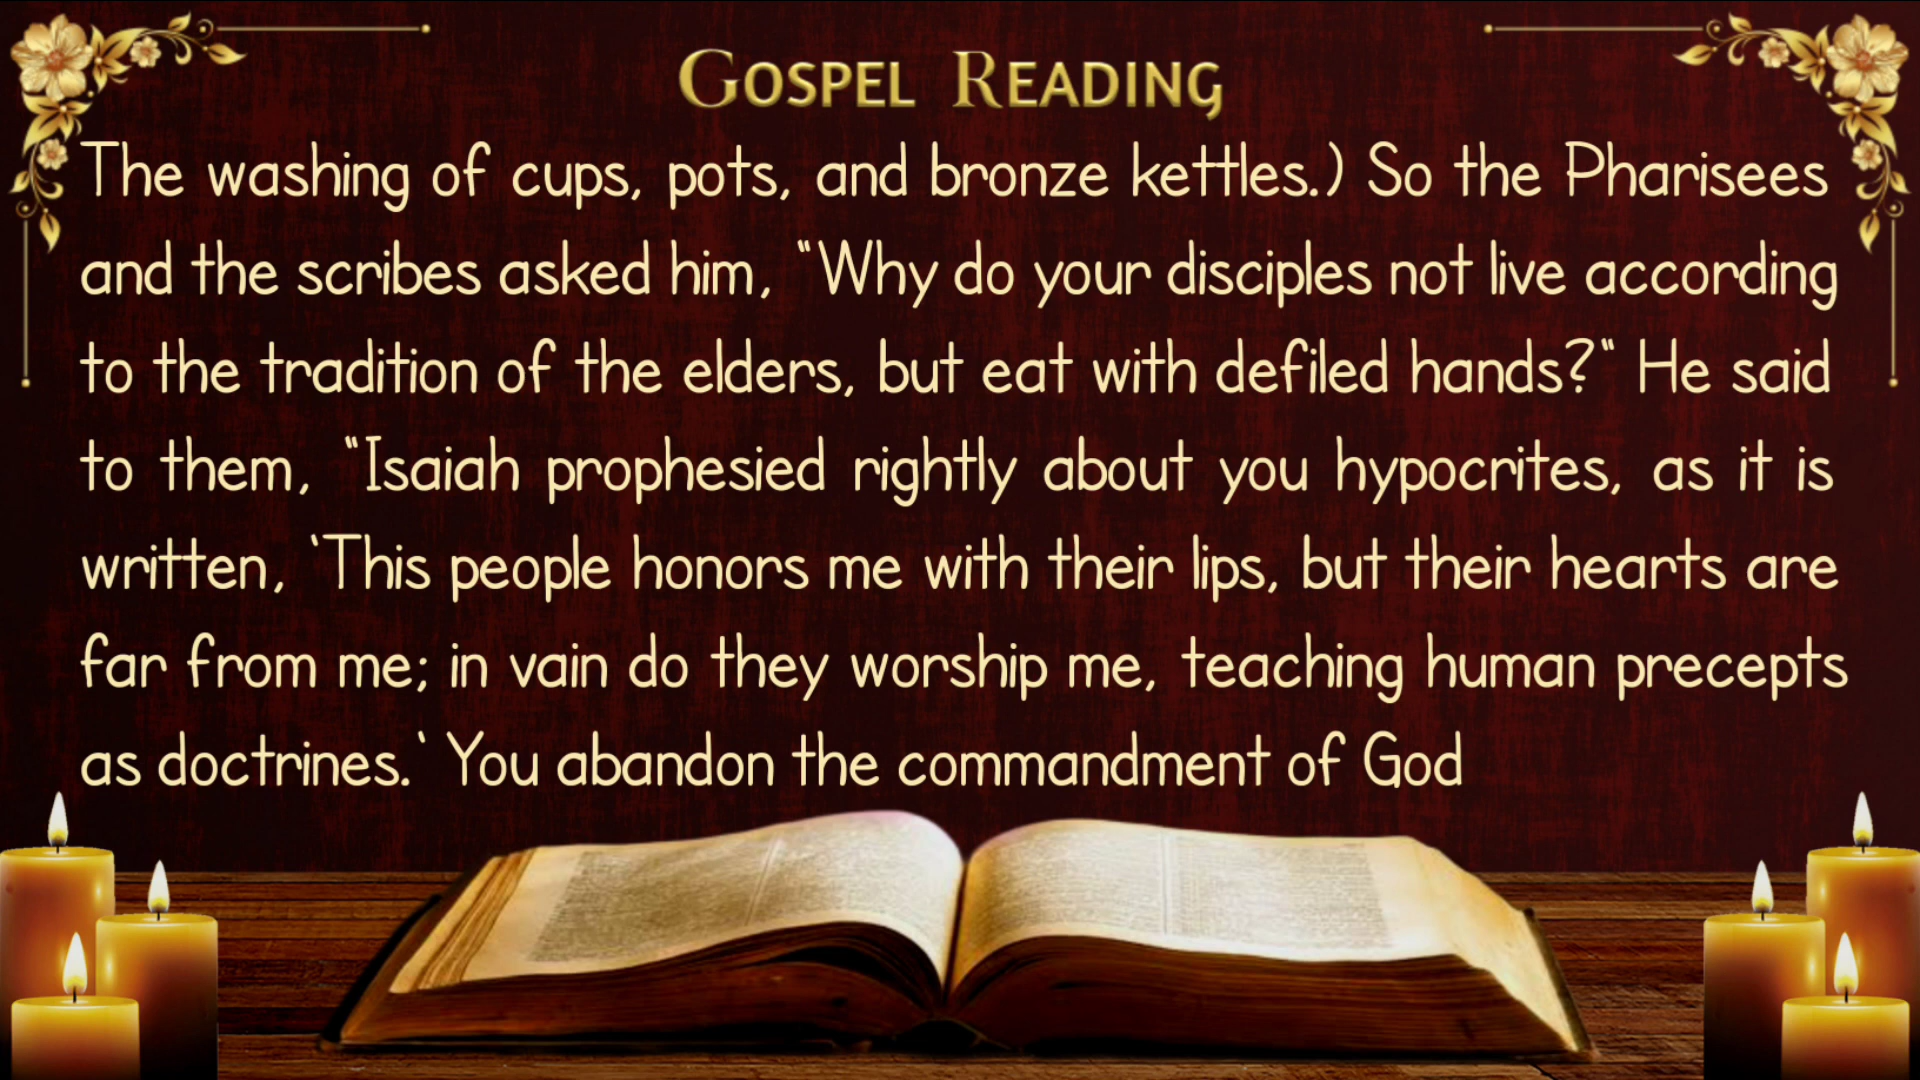 Gospel Reading
The washing of cups, pots, and bronze kettles.) So the Pharisees
and the scribes asked him, “Why do your disciples not live according
to the tradition of the elders, but eat with defiled hands?“ He said
to them, “Isaiah prophesied rightly about you hypocrites, as it is
written, ‘This people honors me with their lips, but their hearts are
far from me; in vain do they worship me, teaching human precepts
as doctrines.‘ You abandon the commandment of God